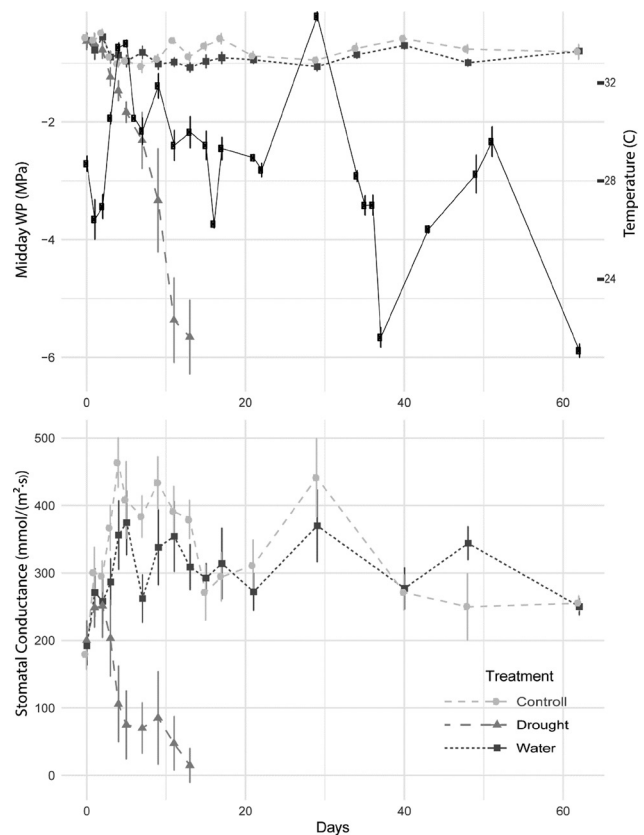 Midday WP (MPa)
-2
-4
-6
32
28
24
Temperature (C)
0
20
40
60
Stomatal Conductance (mmol/(m²·s))
500
400
300
200
100
0
Treatment
Controll
Drought
Water
0
20
40
60
Days